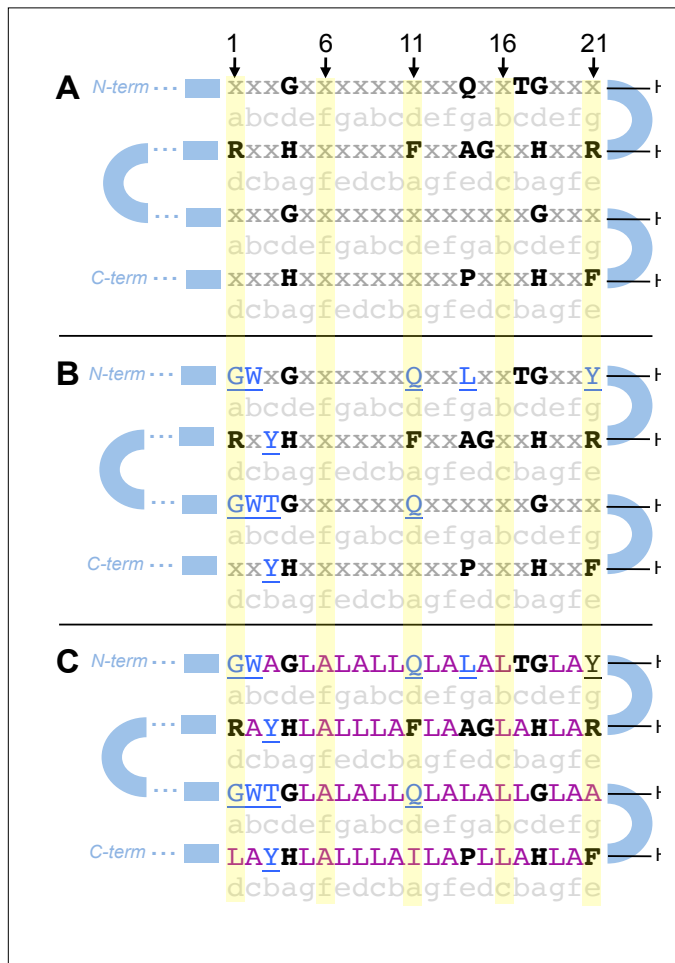 1 6 11 16 21
A N-term ··· xxxGxxxxxxxxxQxxTGxxx H
abcdefgabcdefgabcdefg
··· RxxHxxxxxxFxxAGxxHxxR H
dcbagfedcbagfedcbagfe
··· xxxGxxxxxxxxxxxxxGxxx H
abcdefgabcdefgabcdefg
C-term ··· xxxHxxxxxxxxxPxxxHxxF H
dcbagfedcbagfedcbagfe
B N-term ··· GWxGxxxxxxQxxLxxTGxxY H
abcdefgabcdefgabcdefg
··· RxYHxxxxxxFxxAGxxHxxR H
dcbagfedcbagfedcbagfe
··· GWTGxxxxxxQxxxxxxGxxx H
abcdefgabcdefgabcdefg
C-term ··· xxYHxxxxxxxxxPxxxHxxF H
dcbagfedcbagfedcbagfe
C N-term ··· GWAGLALALLQLALALTGLAY H
abcdefgabcdefgabcdefg
··· RAYHLALLLAFLAAGLAHLAR H
dcbagfedcbagfedcbagfe
··· GWTGLALALLQLALALLGLAA H
abcdefgabcdefgabcdefg
C-term ··· LAYHLALLLAILAPLLAHLAF H
dcbagfedcbagfedcbagfe